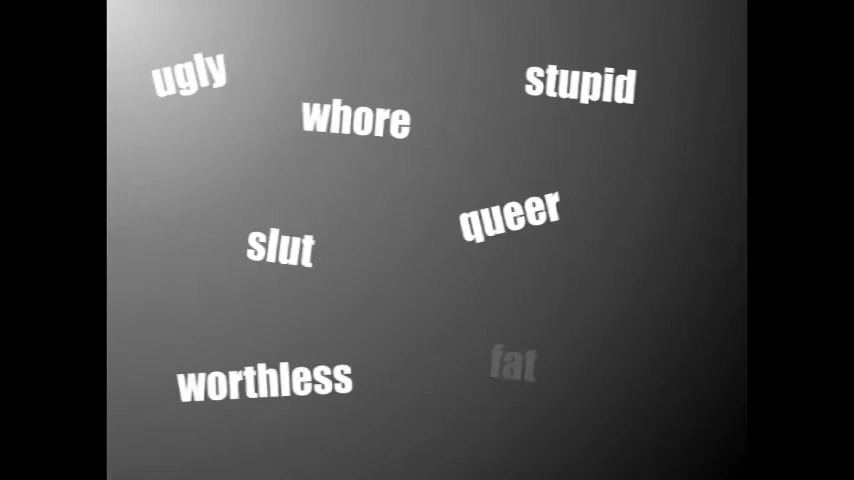 ugly
stupid
whore
queer
slut
worthless
fat